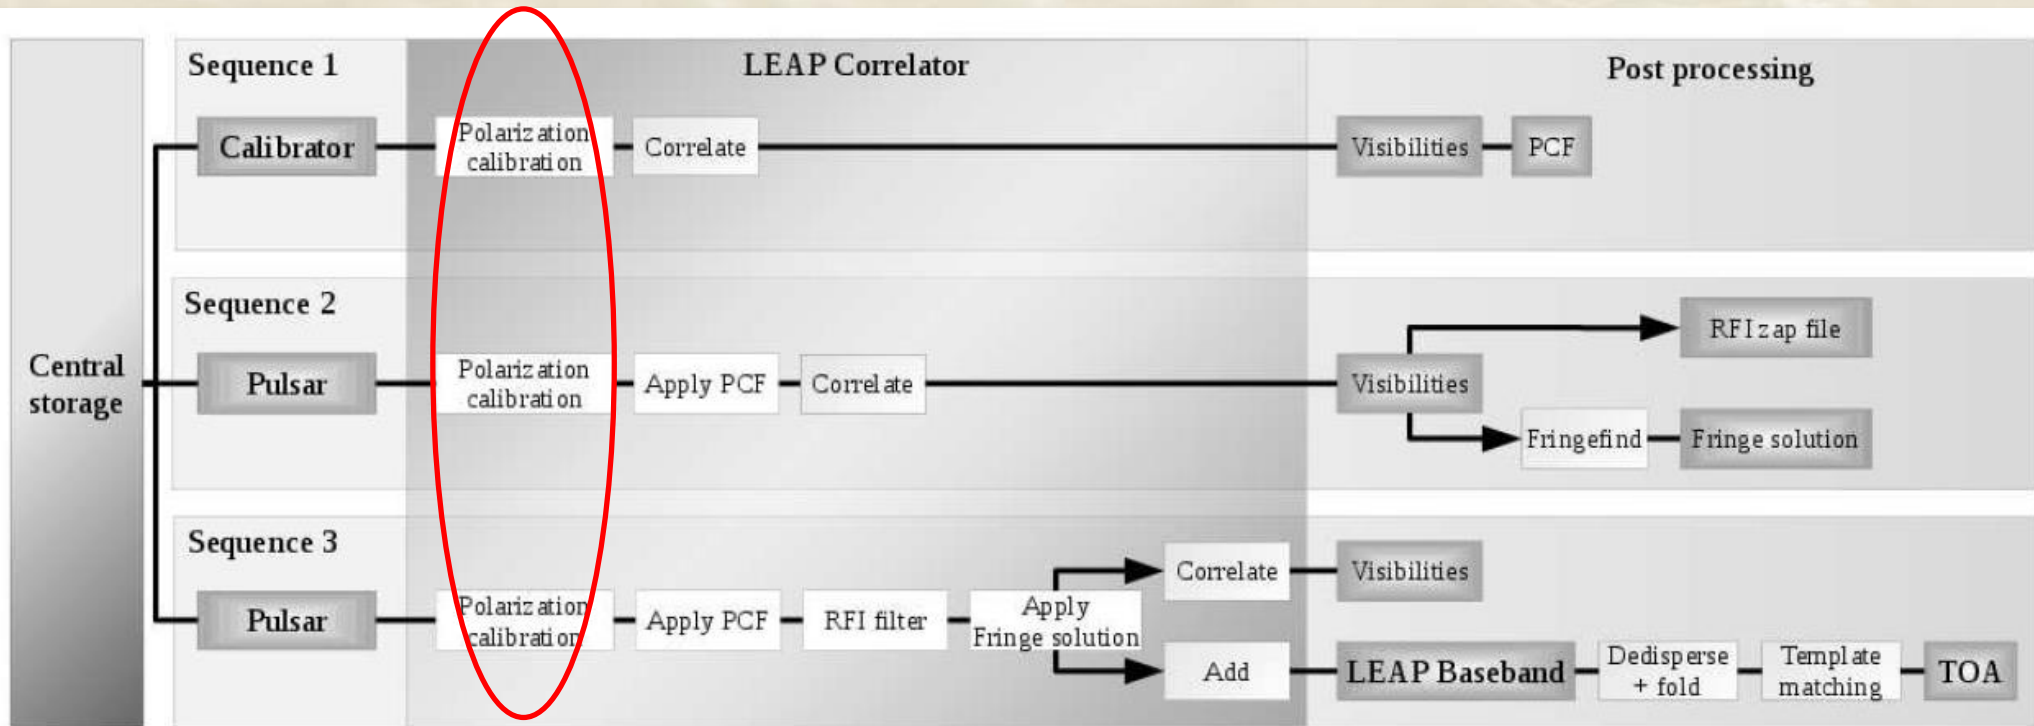 Central
storage
Sequence 1
LEAP Correlator
Post processing
Calibrator
Polarization
calibration
Correlate
Visibilities
PCF
Sequence 2
Pulsar
Polarization
calibration
Apply PCF
Correlate
Visibilities
RFI zap file
Fringefind
Fringe solution
Sequence 3
Pulsar
Polarization
calibration
Apply PCF
RFI filter
Apply
Fringe solution
Correlate
Visibilities
Add
LEAP Baseband
Dedisperse
+ fold
Template
matching
TOA